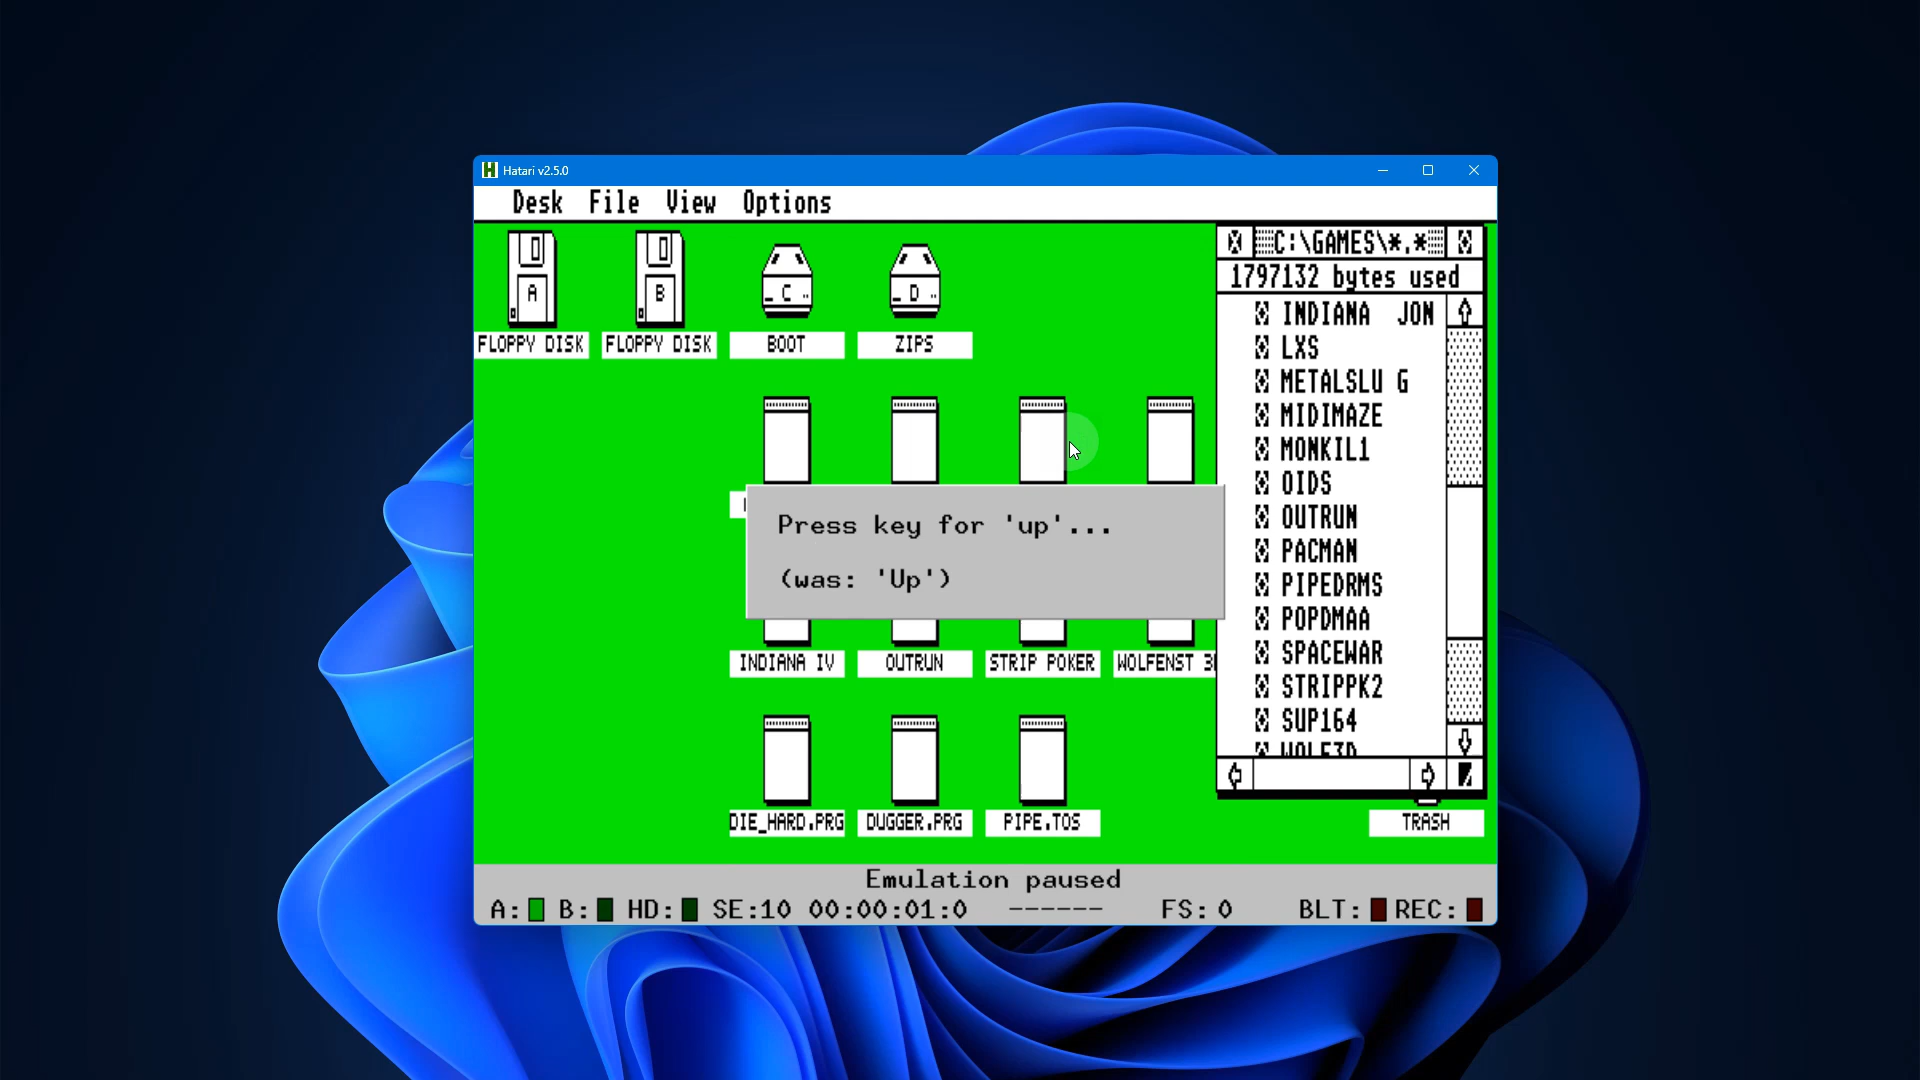 Hatari v2.5.0
Desk File View Options
A
B
C
D
FLOPPY DISK
FLOPPY DISK
BOOT
ZIPS
C:\GAMES\*.*
1797132 bytes used
INDIANA JON
LXS
METALSLU G
MIDIMAZE
MONKIL1
OIDS
OUTRUN
PACMAN
PIPEDRMS
POPDMAA
SPACEWAR
STRIPPK2
SUP164
WOLF3D
Press key for 'up'...
(was: 'Up')
INDIANA IV
OUTRUN
STRIP POKER
WOLFENST 3
DIE_HARD.PRG
DUGGER.PRG
PIPE.TOS
TRASH
Emulation paused
A: B: HD: SE:10 00:00:01:0 ------ FS: 0 BLT: REC: